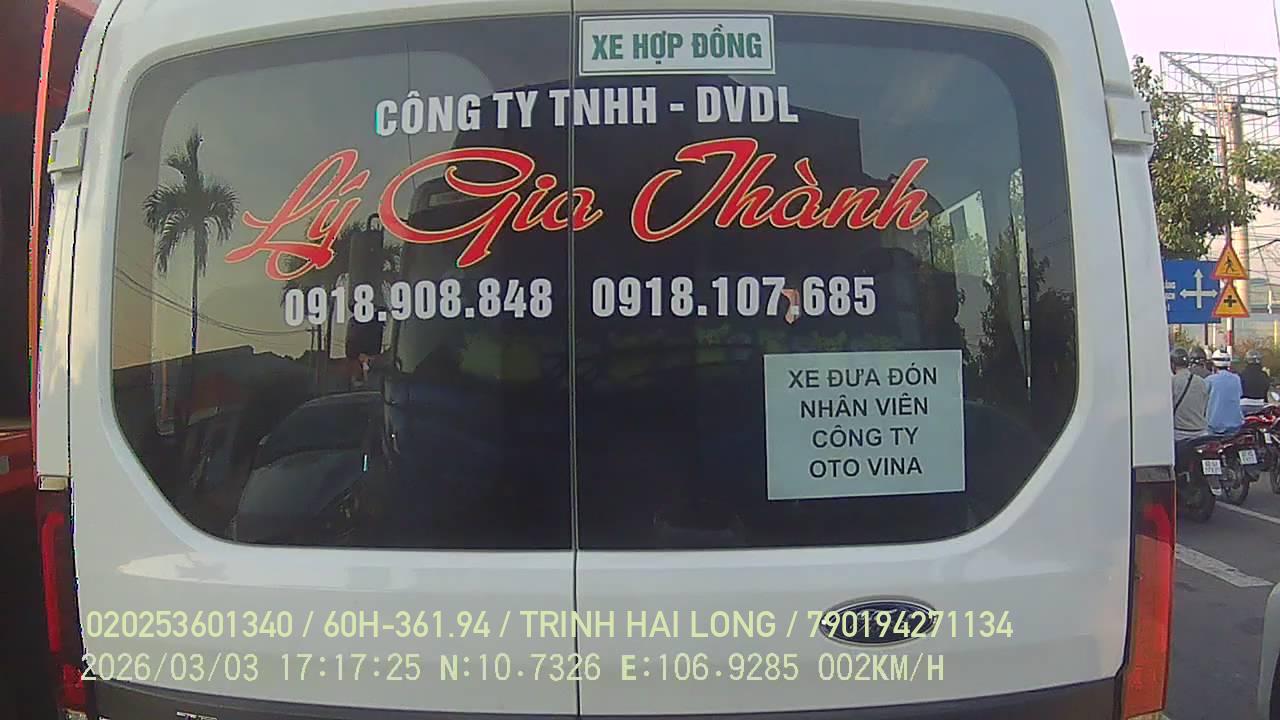 XE HỢP ĐỒNG
CÔNG TY TNHH - DVDL
Lý Gia Thành
0918.908.848 0918.107.685
XE ĐƯA ĐÓN
NHÂN VIÊN
CÔNG TY
OTO VINA
020253601340 / 60H-361.94 / TRINH HAI LONG / 790194271134
2026/03/03 17:17:25 N:10.7326 E:106.9285 002KM/H